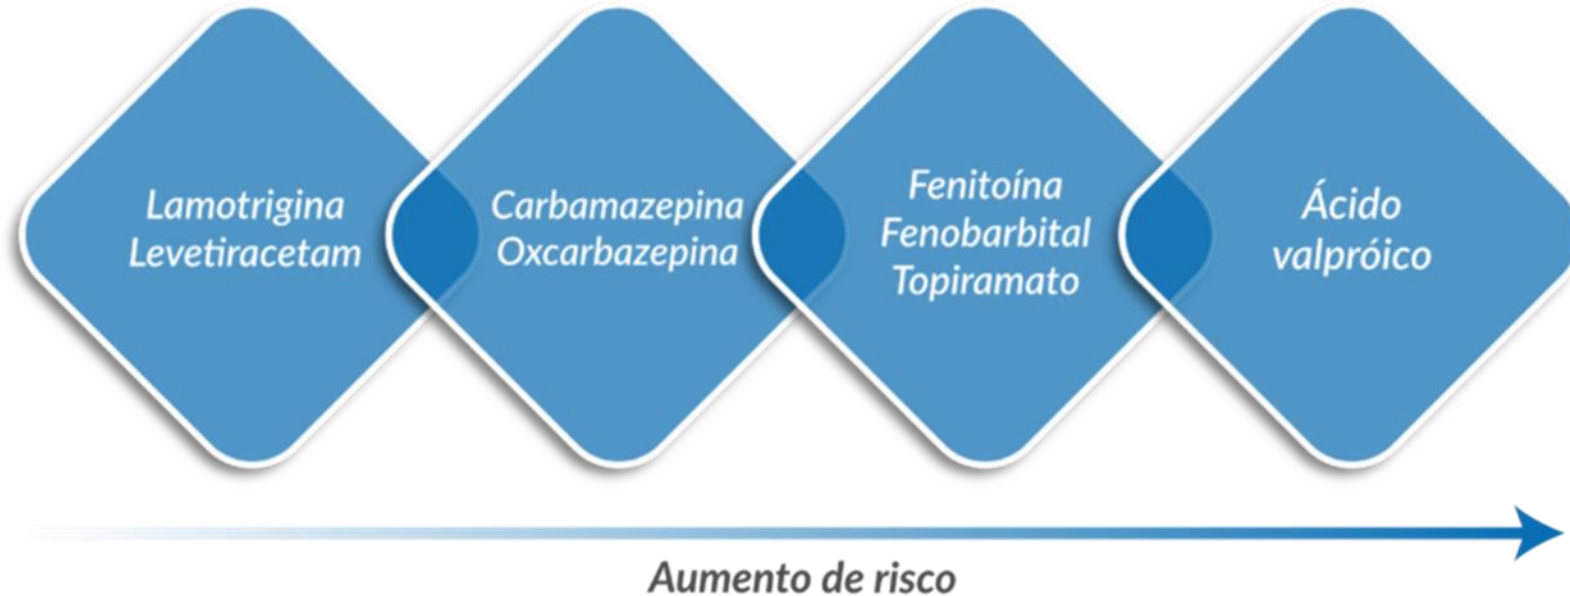 Lamotrigina
Levetiracetam
Carbamazepina
Oxcarbazepina
Fenitoína
Fenobarbital
Topiramato
Ácido
valpróico
Aumento de risco